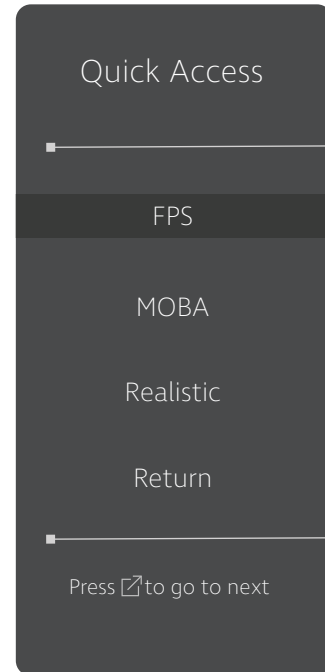 Quick Access
FPS
MOBA
Realistic
Return
Press to go to next